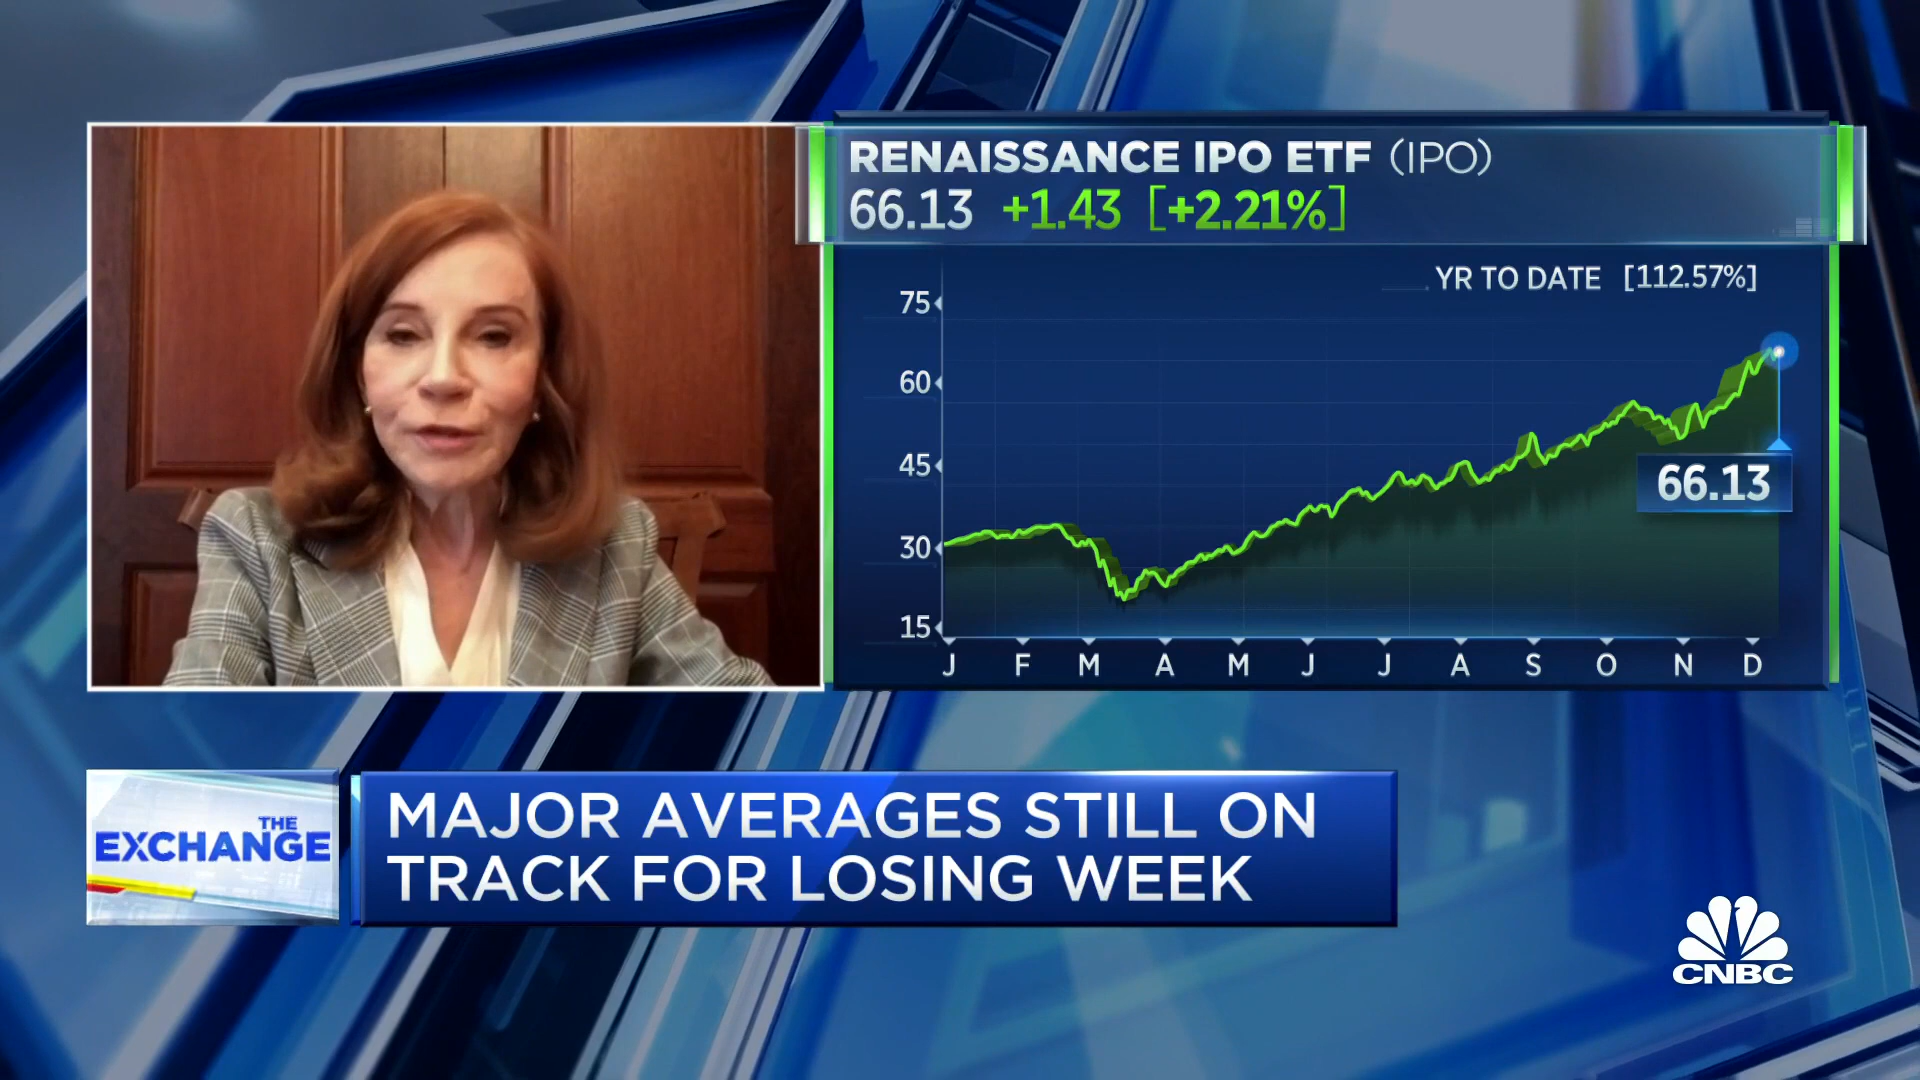 RENAISSANCE IPO ETF (IPO)
66.13 +1.43 [+2.21%]
YR TO DATE [112.57%]
75
60
45
30
15
66.13
J F M A M J J A S O N D
THE
EXCHANGE
MAJOR AVERAGES STILL ON
TRACK FOR LOSING WEEK
CNBC